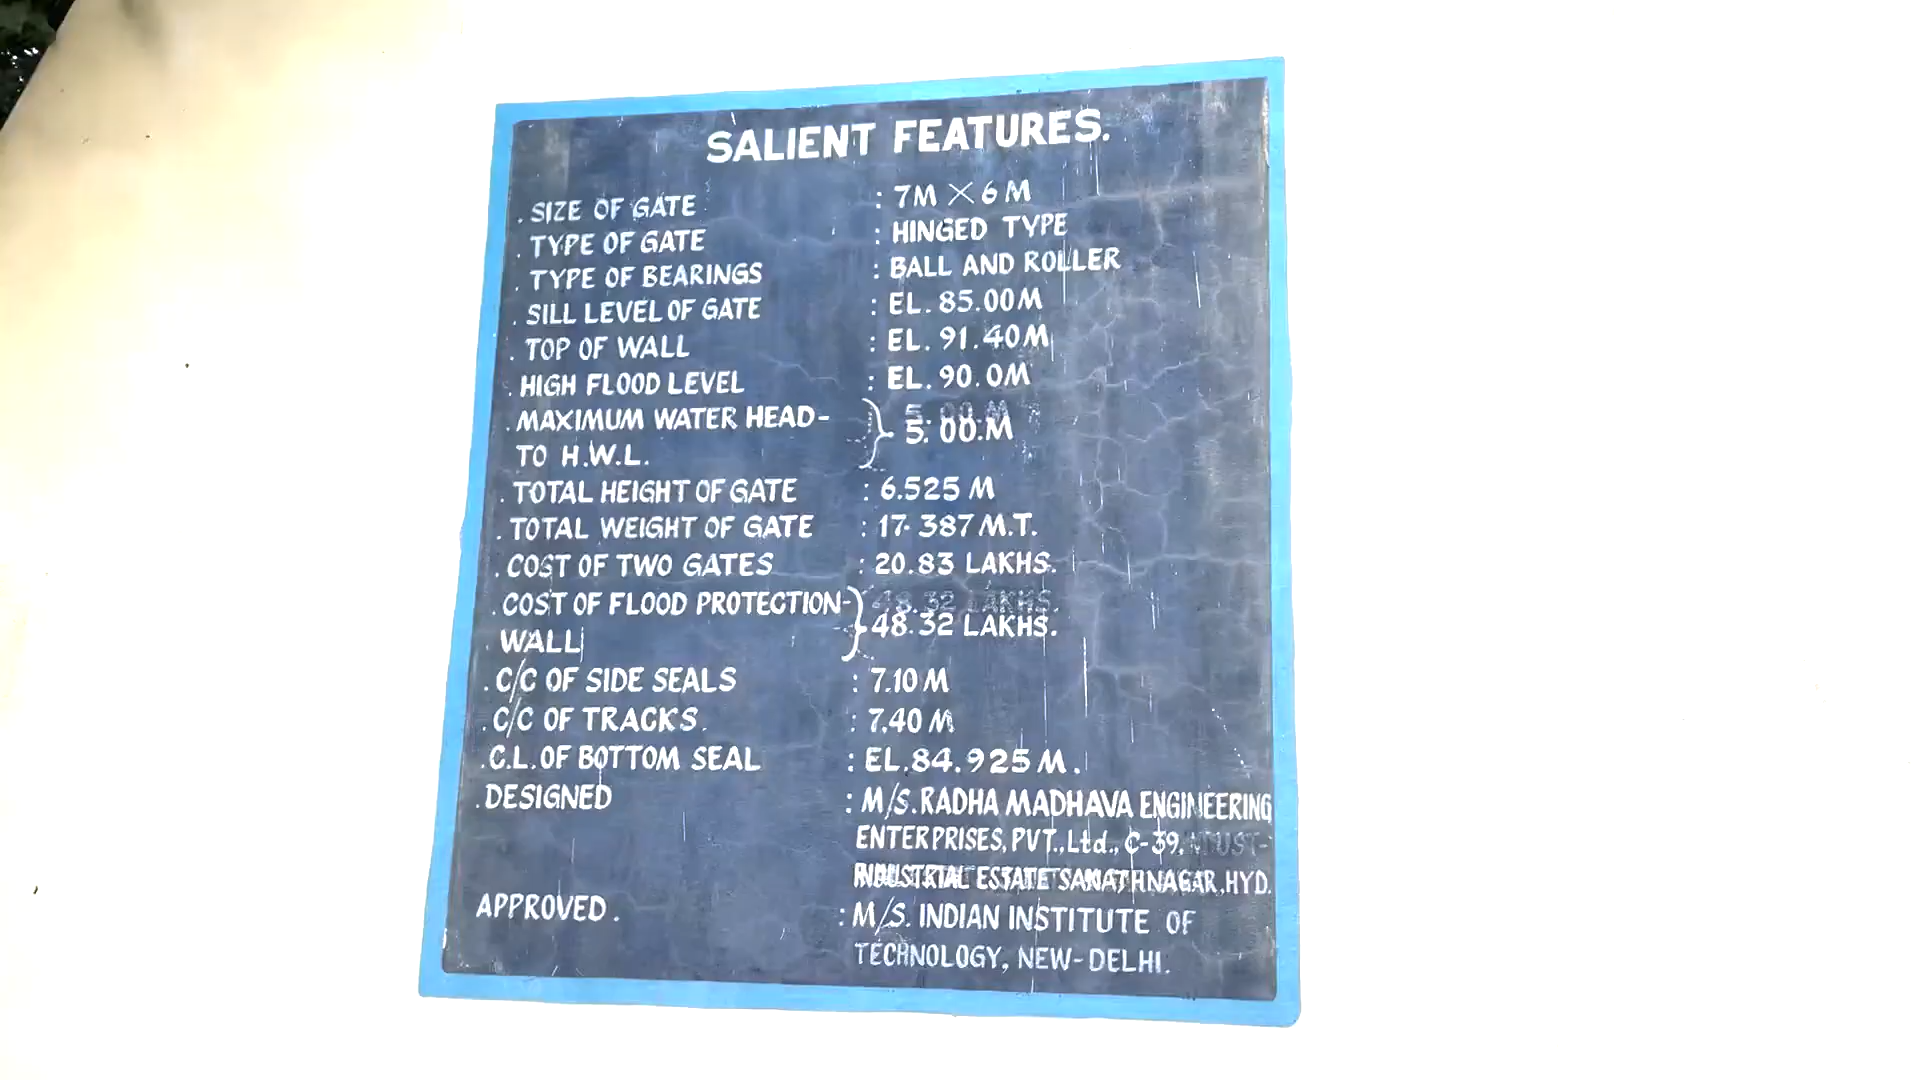 SALIENT FEATURES.
. SIZE OF GATE : 7M X 6 M
. TYPE OF GATE : HINGED TYPE
. TYPE OF BEARINGS : BALL AND ROLLER
. SILL LEVEL OF GATE : EL. 85.00M
. TOP OF WALL : EL. 91.40M
. HIGH FLOOD LEVEL : EL. 90.0M
. MAXIMUM WATER HEAD-
TO H.W.L. } 5.00.M
. TOTAL HEIGHT OF GATE : 6.525 M
. TOTAL WEIGHT OF GATE : 17.387 M.T.
. COST OF TWO GATES : 20.83 LAKHS.
. COST OF FLOOD PROTECTION-
WALL } 48.32 LAKHS.
. C/C OF SIDE SEALS : 7.10 M
. C/C OF TRACKS. : 7.40 M
. C.L. OF BOTTOM SEAL : EL.84.925 M.
. DESIGNED : M/S. RADHA MADHAVA ENGINEERING
ENTERPRISES, PVT., Ltd., C-39,
INDUSTRIAL ESTATE SANATHNAGAR, HYD.
APPROVED. : M/S. INDIAN INSTITUTE OF
TECHNOLOGY, NEW-DELHI.